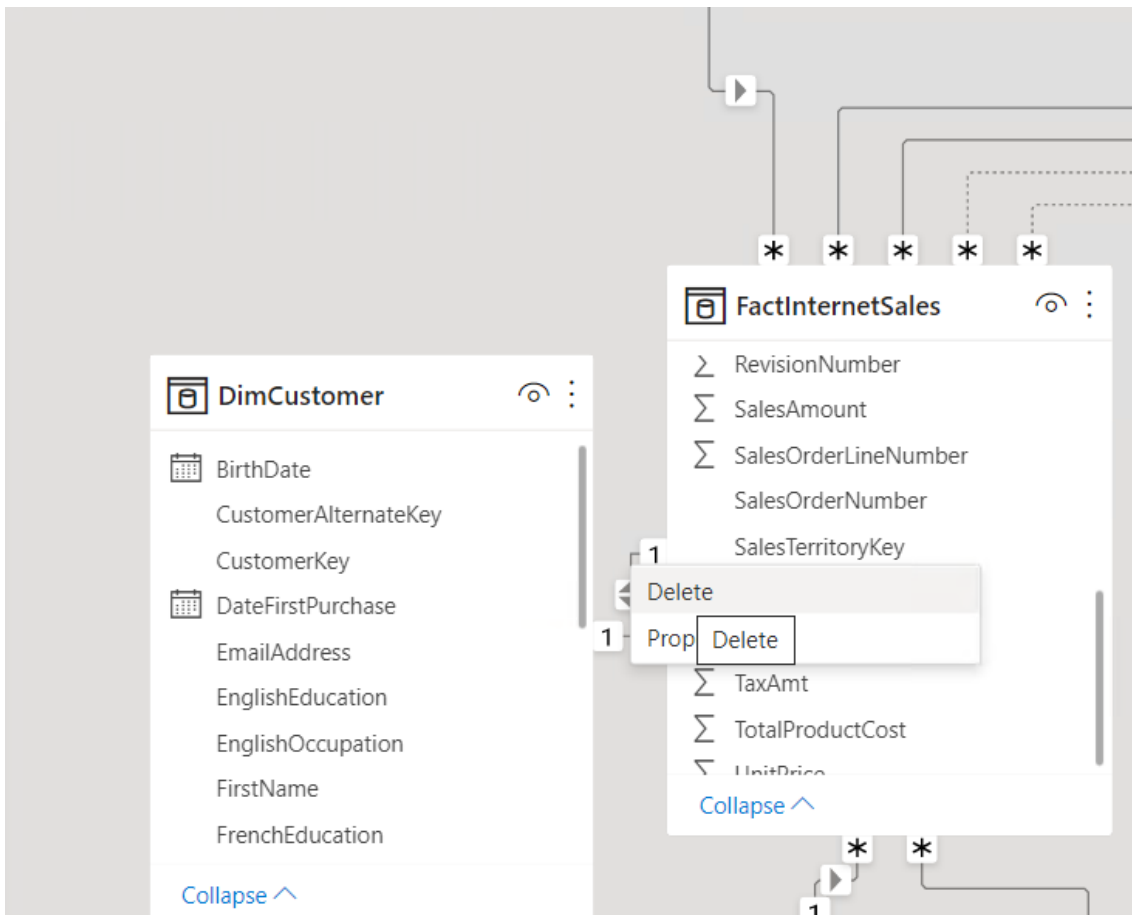 * * * * *
FactInternetSales
RevisionNumber
SalesAmount
SalesOrderLineNumber
SalesOrderNumber
SalesTerritoryKey
1
Delete
Prop
Delete
1
TaxAmt
TotalProductCost
UnitPrice
Collapse
* *
1
DimCustomer
BirthDate
CustomerAlternateKey
CustomerKey
DateFirstPurchase
EmailAddress
EnglishEducation
EnglishOccupation
FirstName
FrenchEducation
Collapse